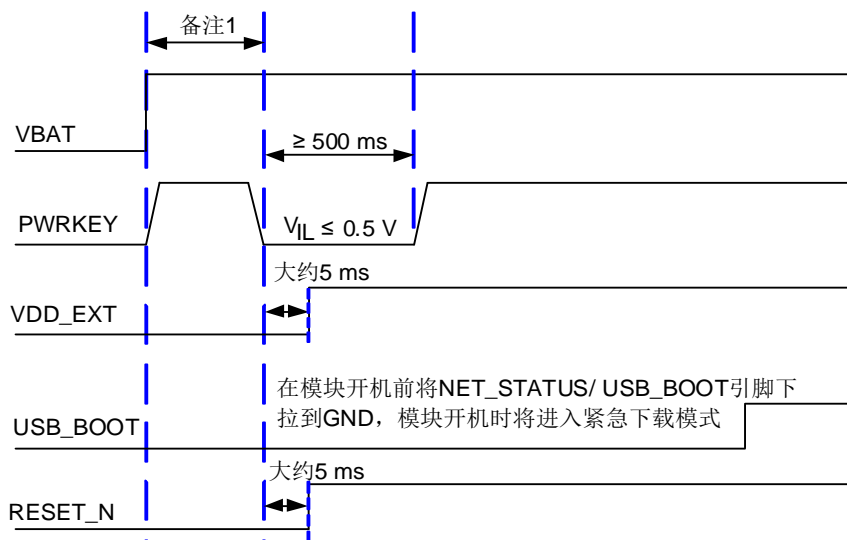 备注1
VBAT
≥ 500 ms
PWRKEY
VIL ≤ 0.5 V
大约5 ms
VDD_EXT
在模块开机前将NET_STATUS/ USB_BOOT引脚下
拉到GND，模块开机时将进入紧急下载模式
USB_BOOT
大约5 ms
RESET_N